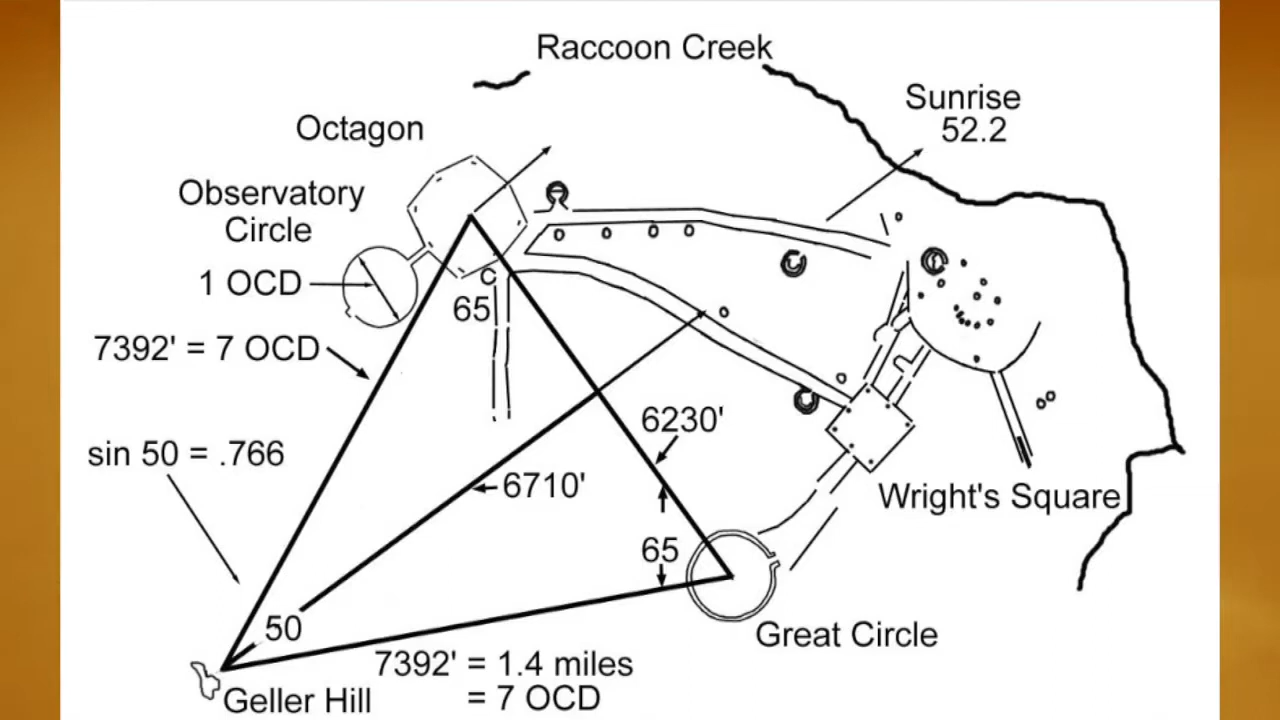 Raccoon Creek
Sunrise
52.2
Octagon
Observatory
Circle
1 OCD
C
65
7392' = 7 OCD
6230'
sin 50 = .766
6710'
Wright's Square
65
50
Great Circle
7392' = 1.4 miles
= 7 OCD
Geller Hill